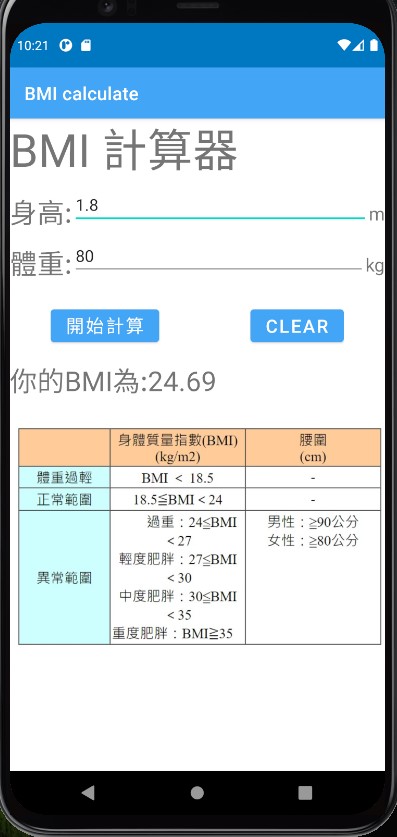 10:21
BMI calculate
BMI 計算器
身高: 1.8 m
體重: 80 kg
開始計算 CLEAR
你的BMI為:24.69
身體質量指數(BMI) 腰圍
(kg/m2) (cm)
體重過輕 BMI < 18.5 -
正常範圍 18.5≦BMI<24 -
異常範圍
過重:24≦BMI
<27
輕度肥胖:27≦BMI
<30
中度肥胖:30≦BMI
<35
重度肥胖:BMI≧35
男性:≧90公分
女性:≧80公分